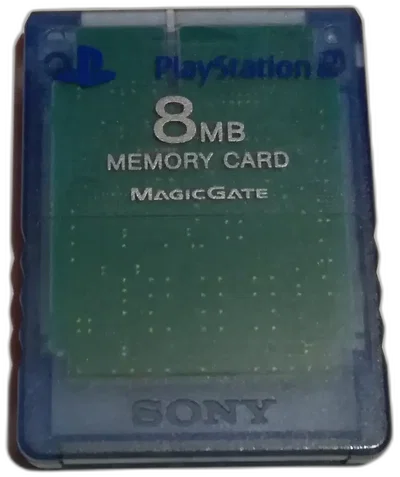 PlayStation 2
8MB
MEMORY CARD
MAGICGATE
SONY